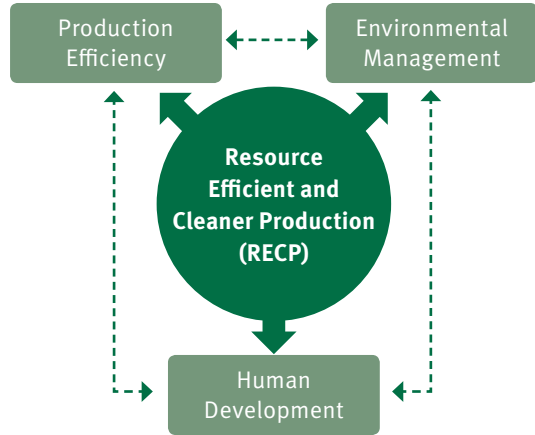 Production
Efficiency
Environmental
Management
Resource
Efficient and
Cleaner Production
(RECP)
Human
Development